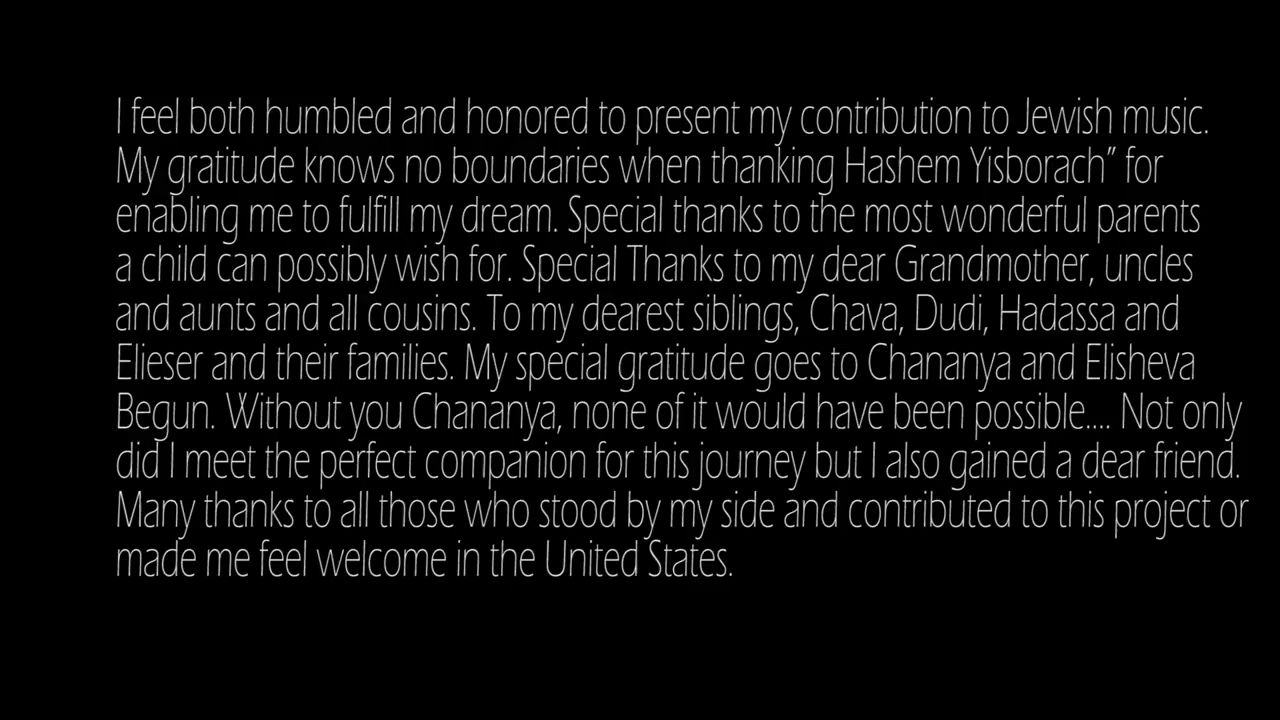 I feel both humbled and honored to present my contribution to Jewish music.
My gratitude knows no boundaries when thanking Hashem Yisborach” for
enabling me to fulfill my dream. Special thanks to the most wonderful parents
a child can possibly wish for. Special Thanks to my dear Grandmother, uncles
and aunts and all cousins. To my dearest siblings, Chava, Dudi, Hadassa and
Elieser and their families. My special gratitude goes to Chananya and Elisheva
Begun. Without you Chananya, none of it would have been possible.... Not only
did I meet the perfect companion for this journey but I also gained a dear friend.
Many thanks to all those who stood by my side and contributed to this project or
made me feel welcome in the United States.